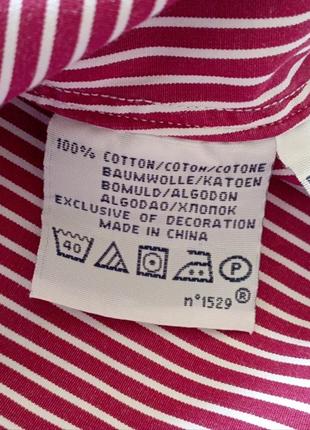 100% COTTON/COTON/COTONE
BAUMWOLLE/KATOEN
BOMULD/ALGODON
ALGODAO/ХЛОПОК
EXCLUSIVE OF DECORATION
MADE IN CHINA
40 P
n°1529 ®